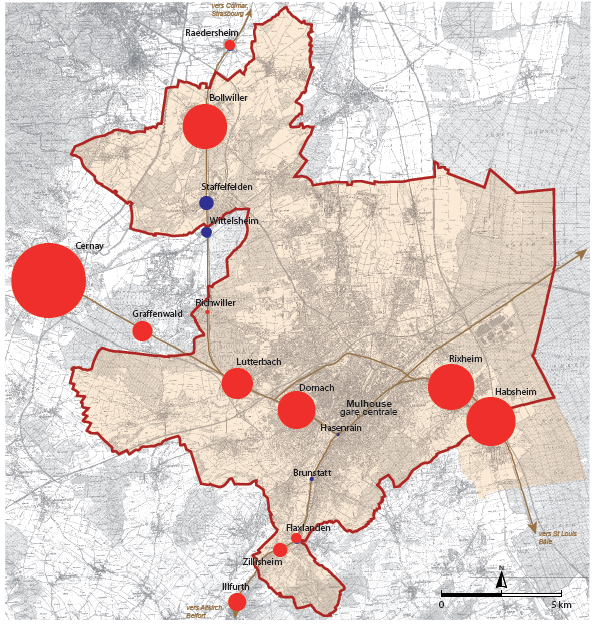 vers Colmar,
Strasbourg
Raedersheim
Bollwiller
Staffelfelden
Wittelsheim
Cernay
Richwiller
Graffenwald
Lutterbach
Rixheim
Dornach
Habsheim
Mulhouse
gare centrale
Hasenrain
Brunstatt
Flaxlanden
vers St Louis
Bâle
Zillisheim
Illfurth
vers Altkirch
Belfort
N
0
5 km